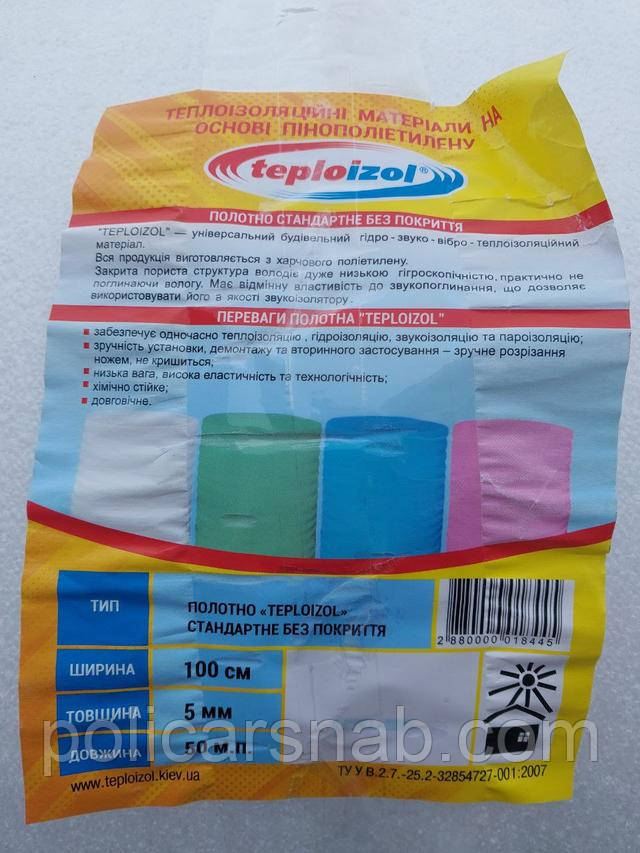 ТЕПЛОІЗОЛЯЦІЙНІ МАТЕРІАЛИ НА
ОСНОВІ ПІНОПОЛІЕТИЛЕНУ
teploizol®
ПОЛОТНО СТАНДАРТНЕ БЕЗ ПОКРИТТЯ
"TEPLOIZOL" — універсальний будівельний гідро - звуко - вібро - теплоізоляційний
матеріал.
Вся продукція виготовляється з харчового поліетилену.
Закрита пориста структура володіє дуже низькою гігроскопічністю, практично не
поглинаючи вологу. Має відмінну властивість до звукопоглинання, що дозволяє
використовувати його а якості звукоізолятору.
ПЕРЕВАГИ ПОЛОТНА "TEPLOIZOL"
▪ забезпечує одночасно теплоізоляцію , гідроізоляцію, звукоізоляцію та пароізоляцію;
▪ зручність установки, демонтажу та вторинного застосування – зручне розрізання
ножем, не кришиться;
▪ низька вага, висока еластичність та технологічність;
▪ хімічно стійке;
▪ довговічне.
ТИП
ПОЛОТНО «TEPLOIZOL»
СТАНДАРТНЕ БЕЗ ПОКРИТТЯ
2 880000 018445
ШИРИНА 100 см
ТОВЩИНА 5 мм
ДОВЖИНА 50 м.п.
policarsnab.com.ua
www.teploizol.kiev.ua
ТУ У В.2.7.-25.2-32854727-001:2007